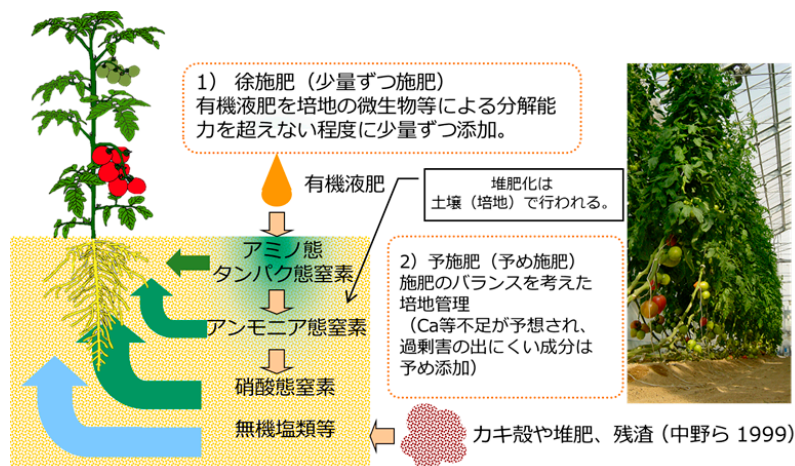 1) 徐施肥（少量ずつ施肥）
有機液肥を培地の微生物等による分解能
力を超えない程度に少量ずつ添加。
有機液肥
堆肥化は
土壌（培地）で行われる。
アミノ態
タンパク態窒素
アンモニア態窒素
硝酸態窒素
無機塩類等
2）予施肥（予め施肥）
施肥のバランスを考えた
培地管理
（Ca等不足が予想され、
過剰害の出にくい成分は
予め添加）
カキ殻や堆肥、残渣（中野ら 1999）